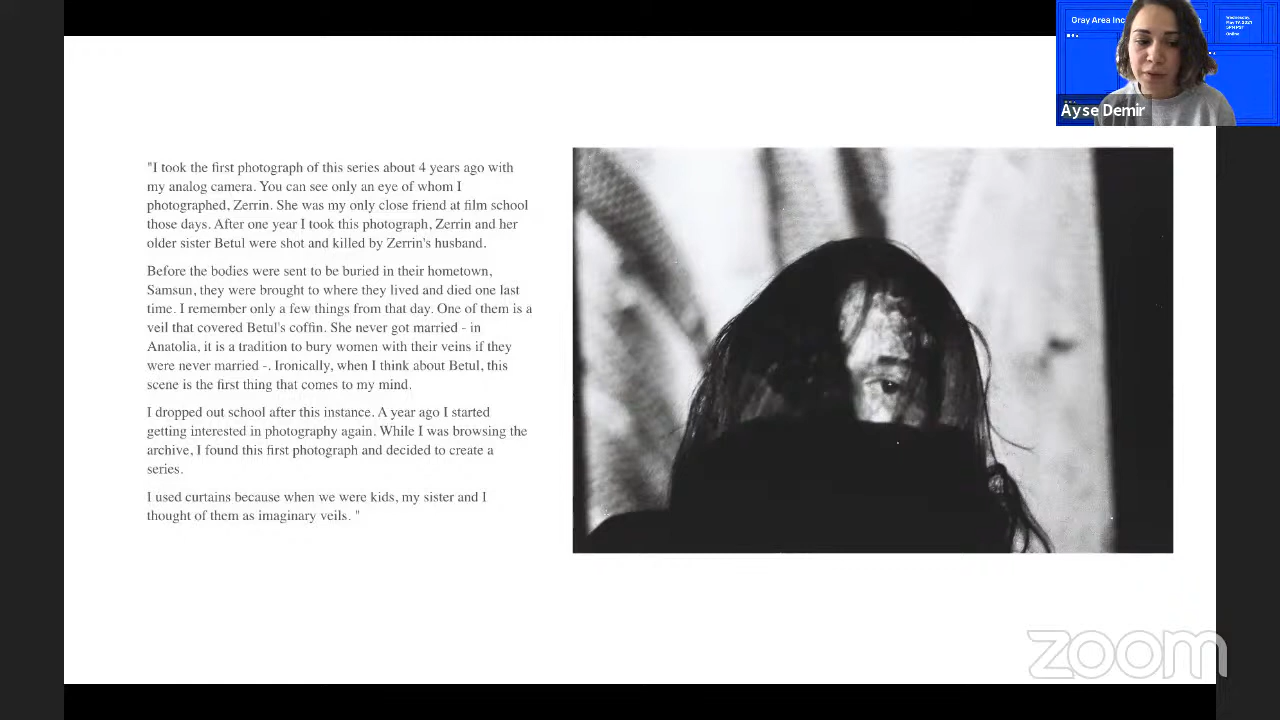 Gray Area Inc
Wednesday,
May 19, 2021
Online
Ayse Demir
"I took the first photograph of this series about 4 years ago with
my analog camera. You can see only an eye of whom I
photographed, Zerrin. She was my only close friend at film school
those days. After one year I took this photograph, Zerrin and her
older sister Betul were shot and killed by Zerrin's husband.
Before the bodies were sent to be buried in their hometown,
Samsun, they were brought to where they lived and died one last
time. I remember only a few things from that day. One of them is a
veil that covered Betul's coffin. She never got married - in
Anatolia, it is a tradition to bury women with their veins if they
were never married -. Ironically, when I think about Betul, this
scene is the first thing that comes to my mind.
I dropped out school after this instance. A year ago I started
getting interested in photography again. While I was browsing the
archive, I found this first photograph and decided to create a
series.
I used curtains because when we were kids, my sister and I
thought of them as imaginary veils. "
zoom